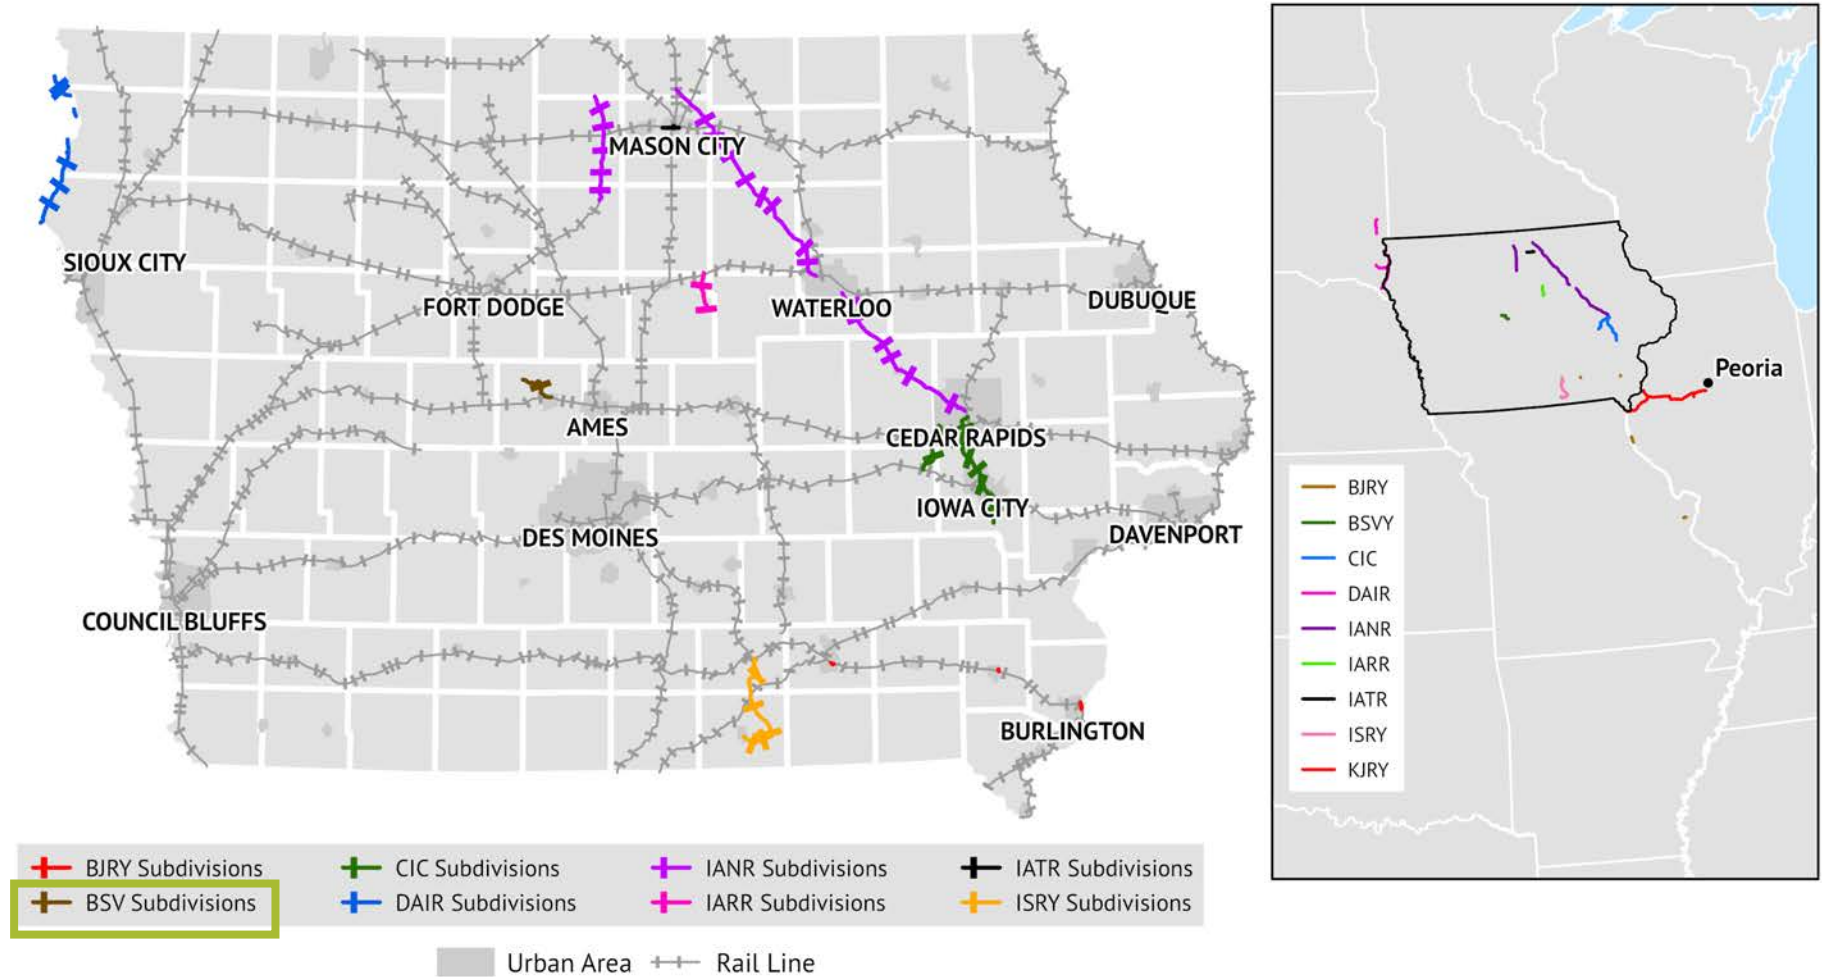 MASON CITY
SIOUX CITY
FORT DODGE
WATERLOO
DUBUQUE
AMES
CEDAR RAPIDS
IOWA CITY
DES MOINES
DAVENPORT
COUNCIL BLUFFS
BURLINGTON
BJRY Subdivisions
CIC Subdivisions
IANR Subdivisions
IATR Subdivisions
BSV Subdivisions
DAIR Subdivisions
IARR Subdivisions
ISRY Subdivisions
Urban Area
Rail Line
Peoria
BJRY
BSVY
CIC
DAIR
IANR
IARR
IATR
ISRY
KJRY